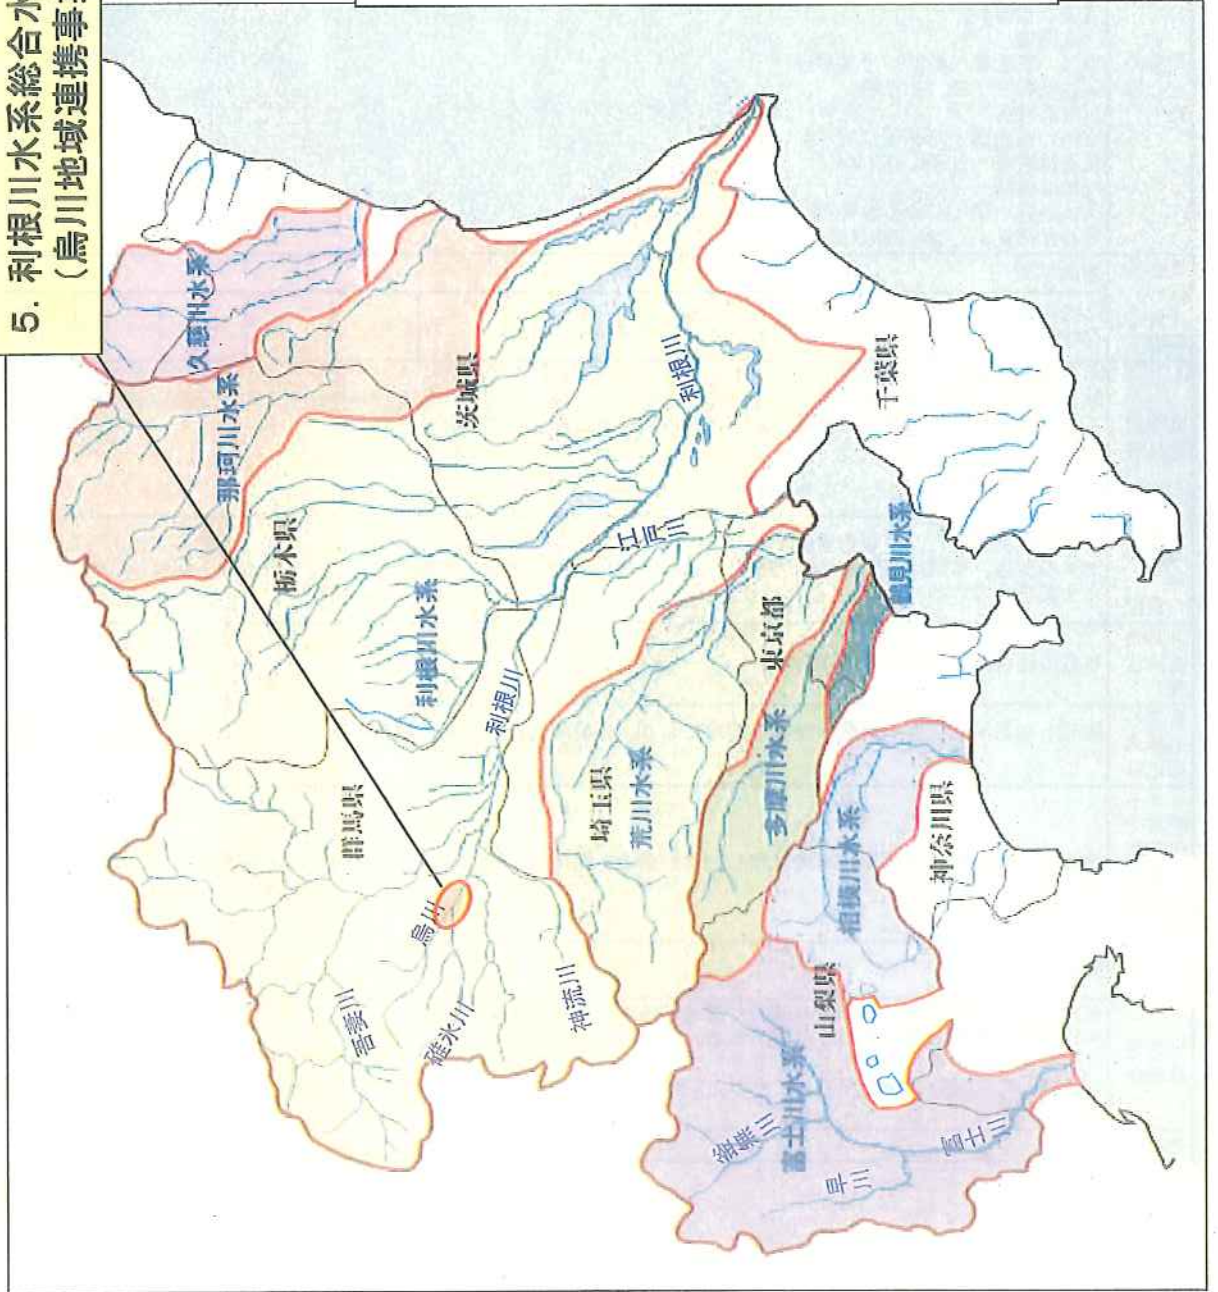 5. 利根川水系総合水
(烏川地域連携事
久慈川水系
那珂川水系
茨城県
栃木県
利根川水系
利根川
利根川
江戸川
千葉県
群馬県
烏川
吾妻川
碓氷川
神流川
埼玉県
荒川水系
東京都
多摩川水系
鶴見川水系
相模川水系
神奈川県
山梨県
富士川水系
釜無川
早川
富士川